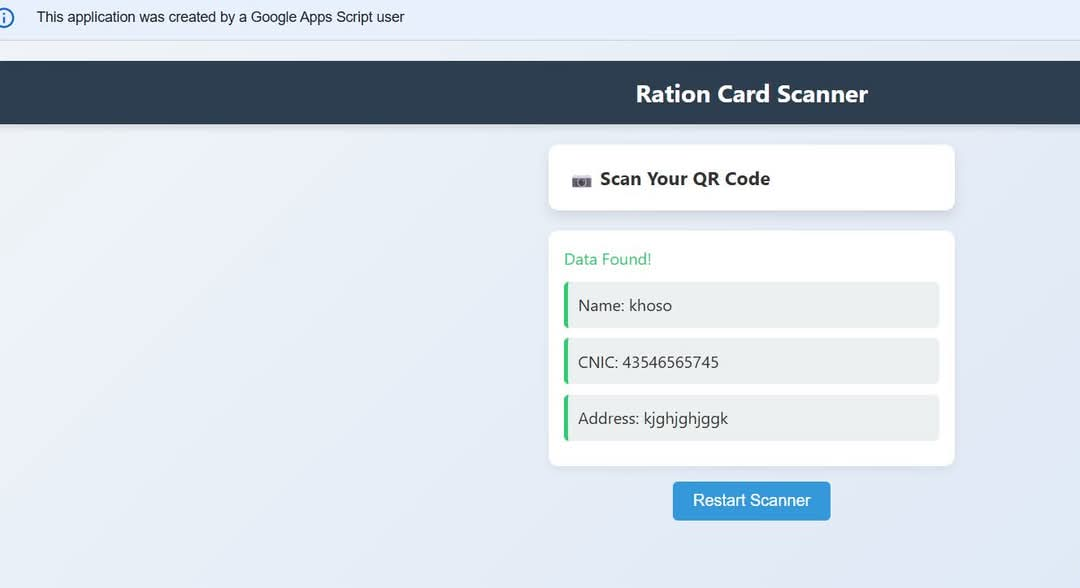 This application was created by a Google Apps Script user
Ration Card Scanner
Scan Your QR Code
Data Found!
Name: khoso
CNIC: 43546565745
Address: kjghjghjggk
Restart Scanner